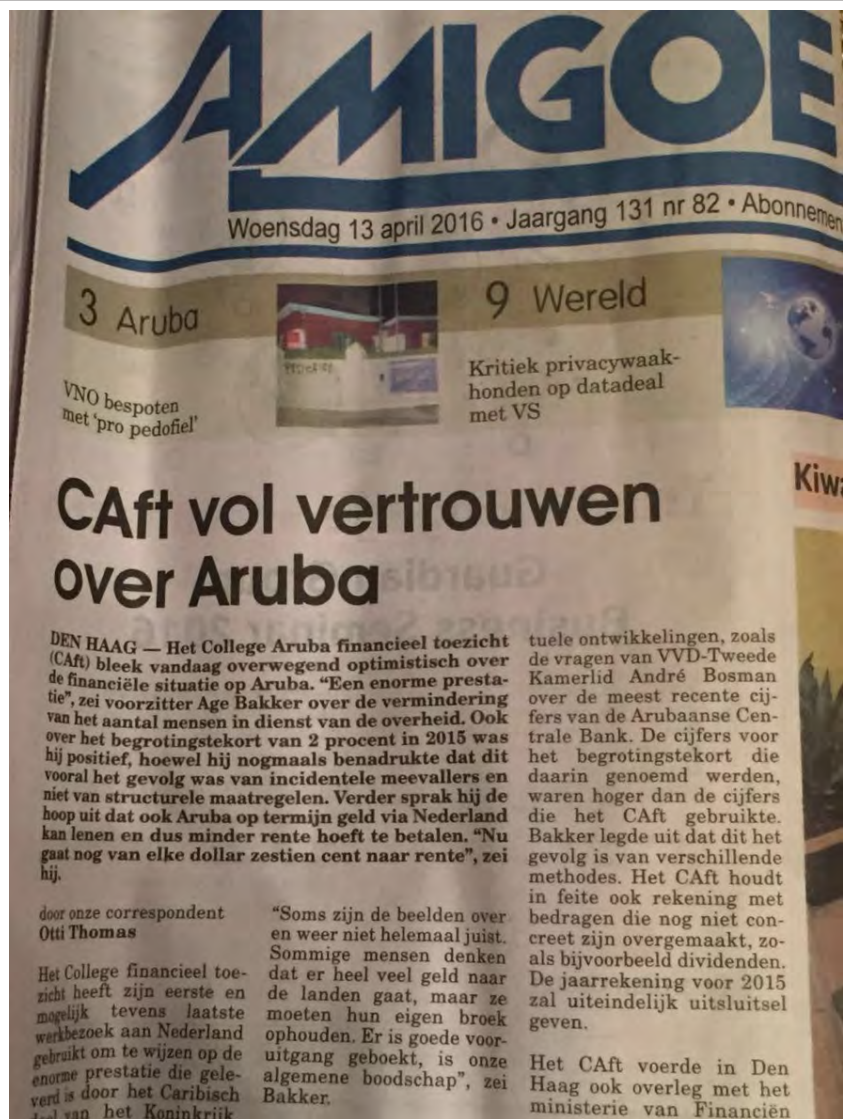 AMIGOE
Woensdag 13 april 2016 • Jaargang 131 nr 82 • Abonnemen
3 Aruba
VNO bespoten
met 'pro pedofiel'
9 Wereld
Kritiek privacywaak-
honden op datadeal
met VS
CAft vol vertrouwen
over Aruba
Kiwa
DEN HAAG — Het College Aruba financieel toezicht
(CAft) bleek vandaag overwegend optimistisch over
de financiële situatie op Aruba. “Een enorme presta-
tie”, zei voorzitter Age Bakker over de vermindering
van het aantal mensen in dienst van de overheid. Ook
over het begrotingstekort van 2 procent in 2015 was
hij positief, hoewel hij nogmaals benadrukte dat dit
vooral het gevolg was van incidentele meevallers en
niet van structurele maatregelen. Verder sprak hij de
hoop uit dat ook Aruba op termijn geld via Nederland
kan lenen en dus minder rente hoeft te betalen. “Nu
gaat nog van elke dollar zestien cent naar rente”, zei
hij.
door onze correspondent
Otti Thomas
Het College financieel toe-
zicht heeft zijn eerste en
mogelijk tevens laatste
werkbezoek aan Nederland
gebruikt om te wijzen op de
enorme prestatie die gele-
verd is door het Caribisch
deel van het Koninkrijk.
“Soms zijn de beelden over
en weer niet helemaal juist.
Sommige mensen denken
dat er heel veel geld naar
de landen gaat, maar ze
moeten hun eigen broek
ophouden. Er is goede voor-
uitgang geboekt, is onze
algemene boodschap”, zei
Bakker.
tuele ontwikkelingen, zoals
de vragen van VVD-Tweede
Kamerlid André Bosman
over de meest recente cij-
fers van de Arubaanse Cen-
trale Bank. De cijfers voor
het begrotingstekort die
daarin genoemd werden,
waren hoger dan de cijfers
die het CAft gebruikte.
Bakker legde uit dat dit het
gevolg is van verschillende
methodes. Het CAft houdt
in feite ook rekening met
bedragen die nog niet con-
creet zijn overgemaakt, zo-
als bijvoorbeeld dividenden.
De jaarrekening voor 2015
zal uiteindelijk uitsluitsel
geven.
Het CAft voerde in Den
Haag ook overleg met het
ministerie van Financiën